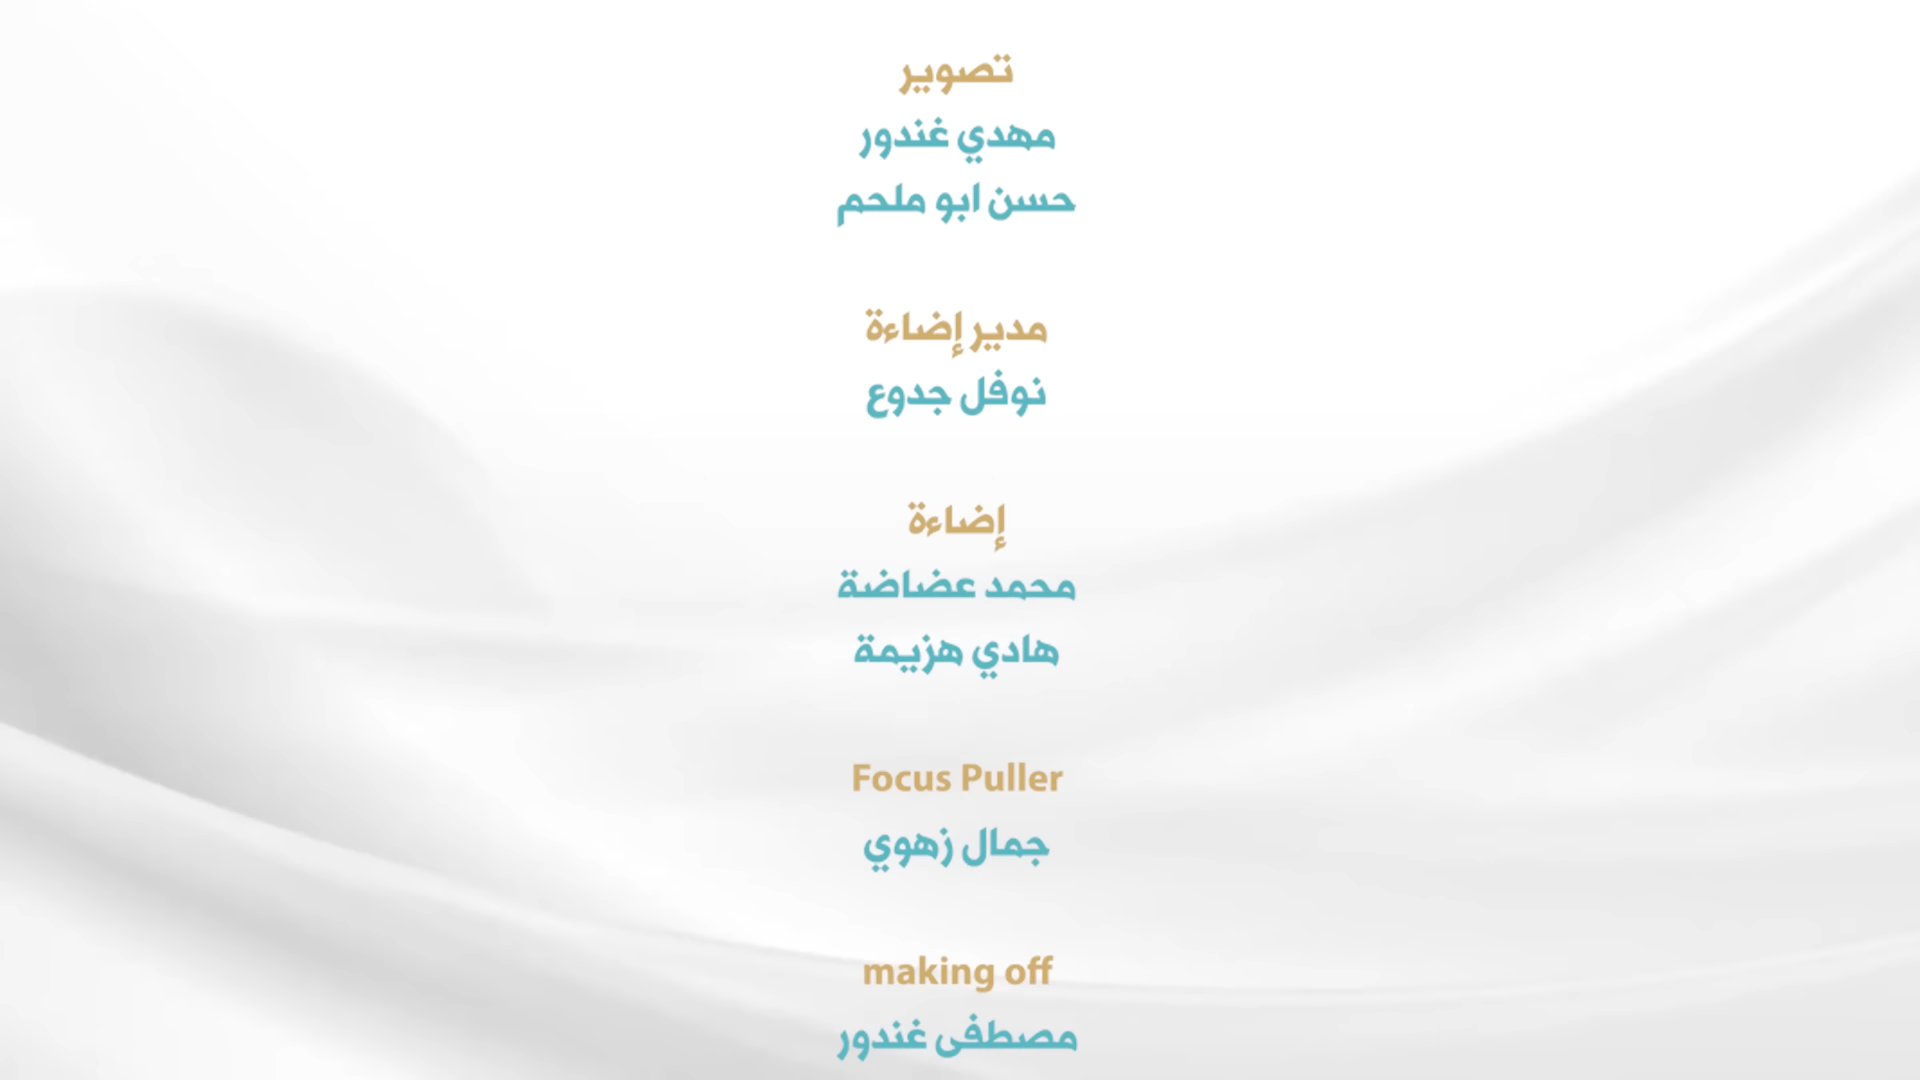 تصوير
مهدي غندور
حسن ابو ملحم
مدير إضاءة
نوفل جدوع
إضاءة
محمد عضاضة
هادي هزيمة
Focus Puller
جمال زهوي
making off
مصطفى غندور